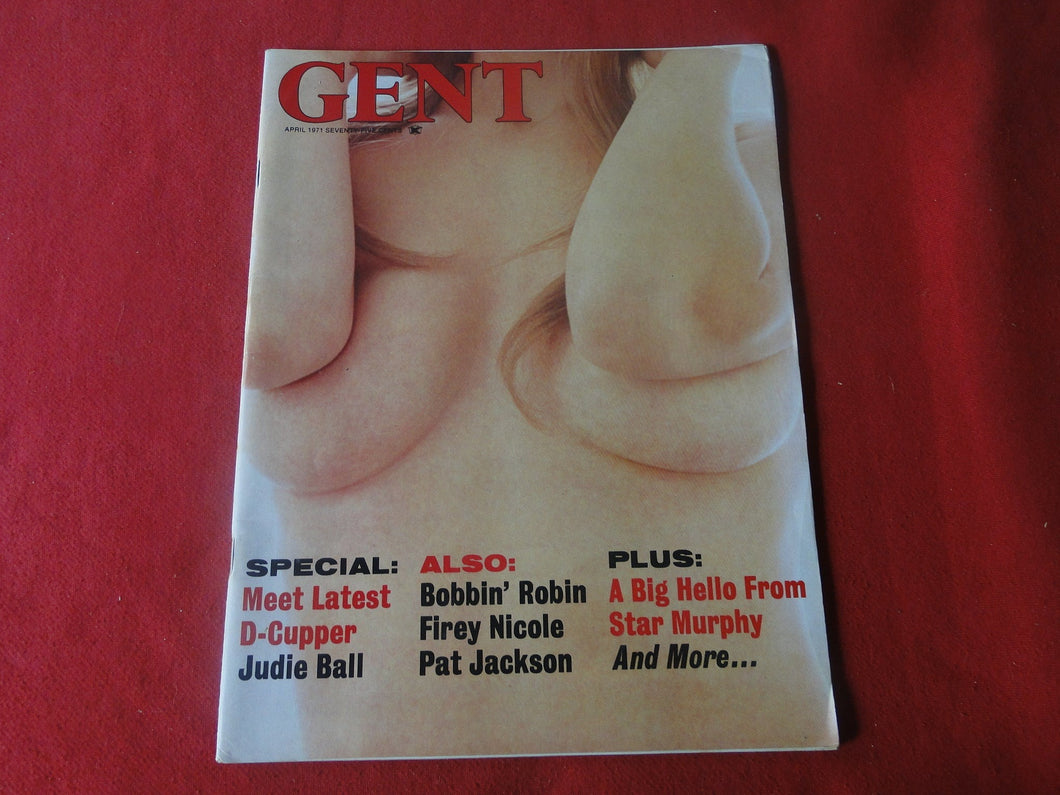 GENT
APRIL 1971 SEVENTY-FIVE CENTS
SPECIAL:
Meet Latest
D-Cupper
Judie Ball
ALSO:
Bobbin' Robin
Firey Nicole
Pat Jackson
PLUS:
A Big Hello From
Star Murphy
And More...